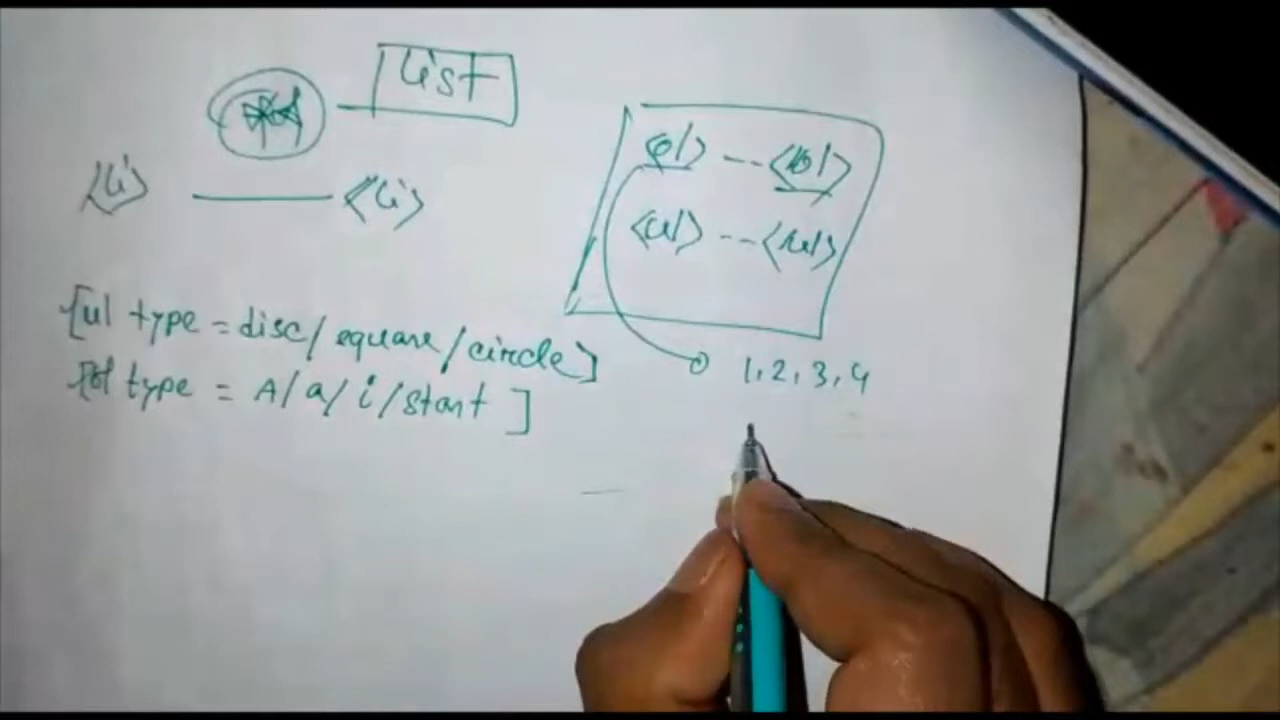 List
<li> <li>
<ol> -- </ol>
<ul> -- </ul>
[ul type = disc/ square/circle]
[ol type = A/a/i/start ]
1, 2, 3, 4